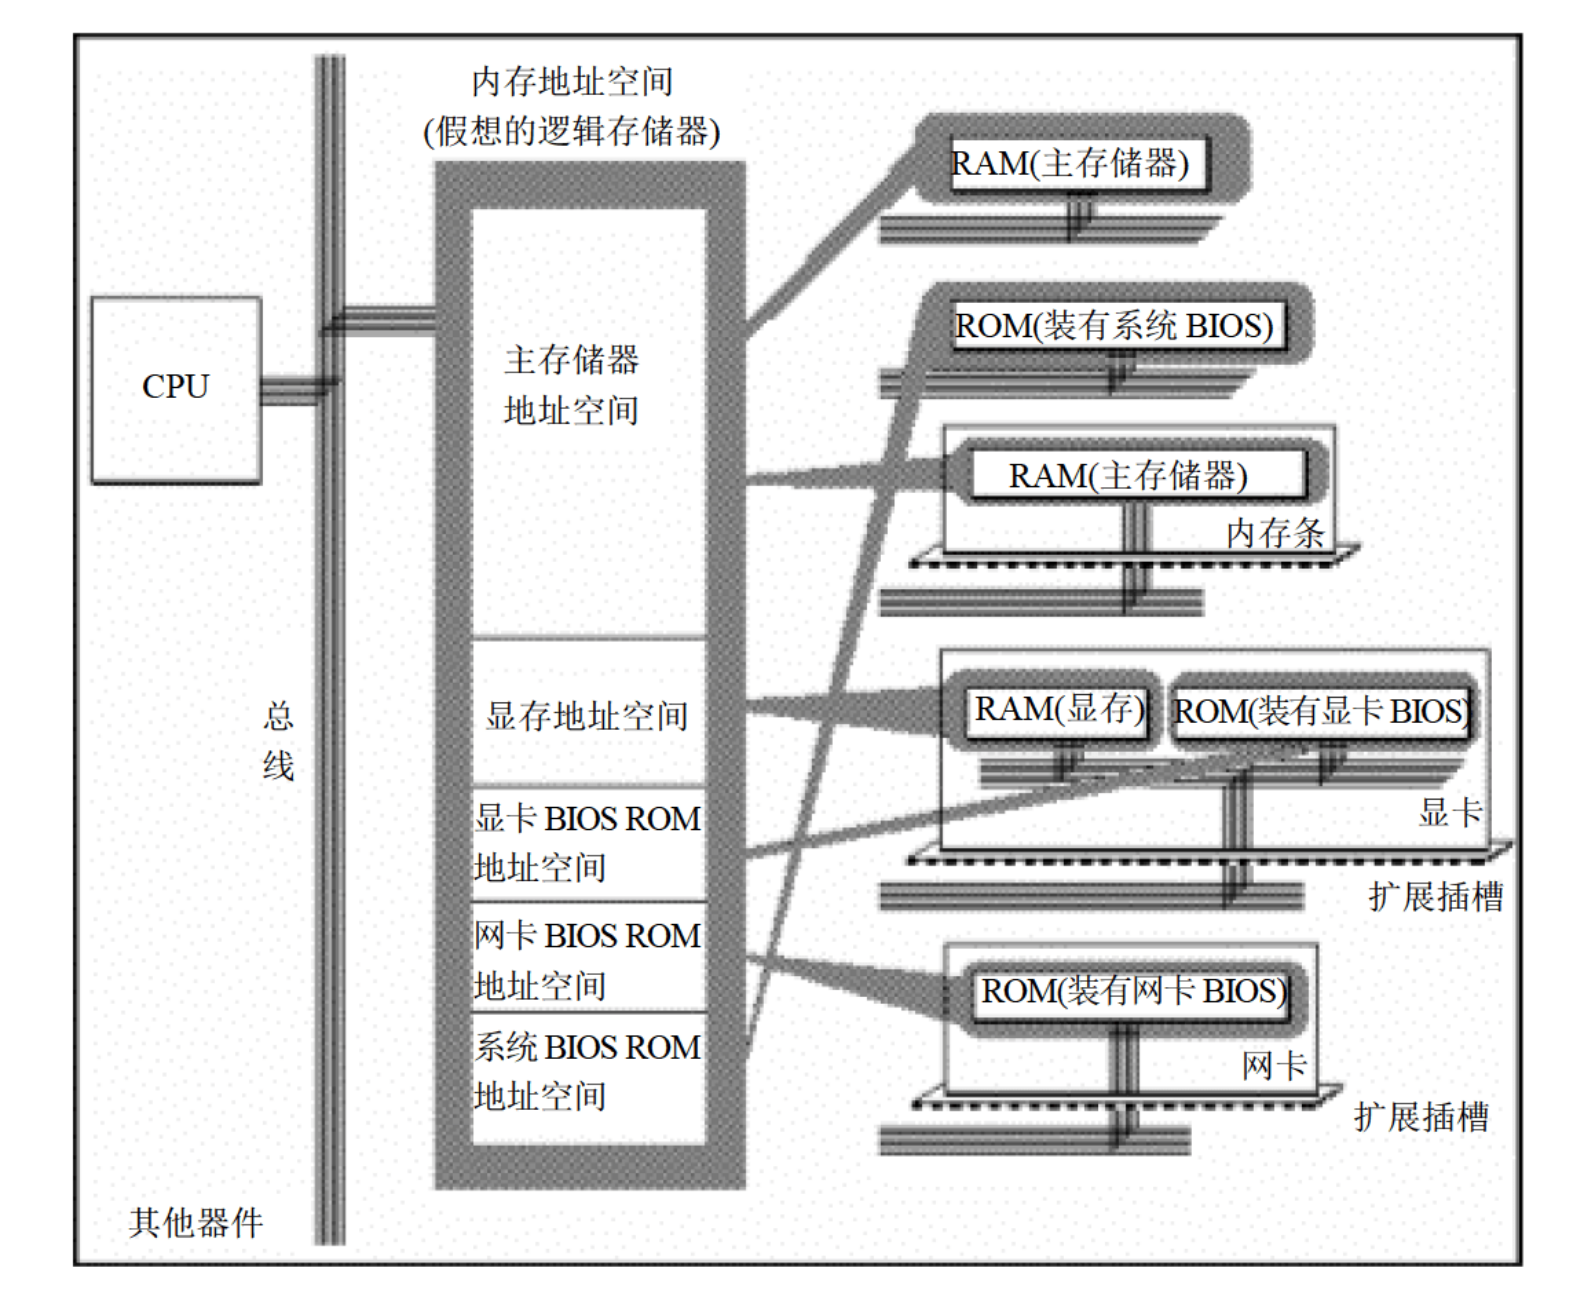 内存地址空间
(假想的逻辑存储器)
CPU
总
线
其他器件
主存储器
地址空间
显存地址空间
显卡 BIOS ROM
地址空间
网卡 BIOS ROM
地址空间
系统 BIOS ROM
地址空间
RAM(主存储器)
ROM(装有系统 BIOS)
RAM(主存储器)
内存条
RAM(显存)
ROM(装有显卡 BIOS)
显卡
扩展插槽
ROM(装有网卡 BIOS)
网卡
扩展插槽